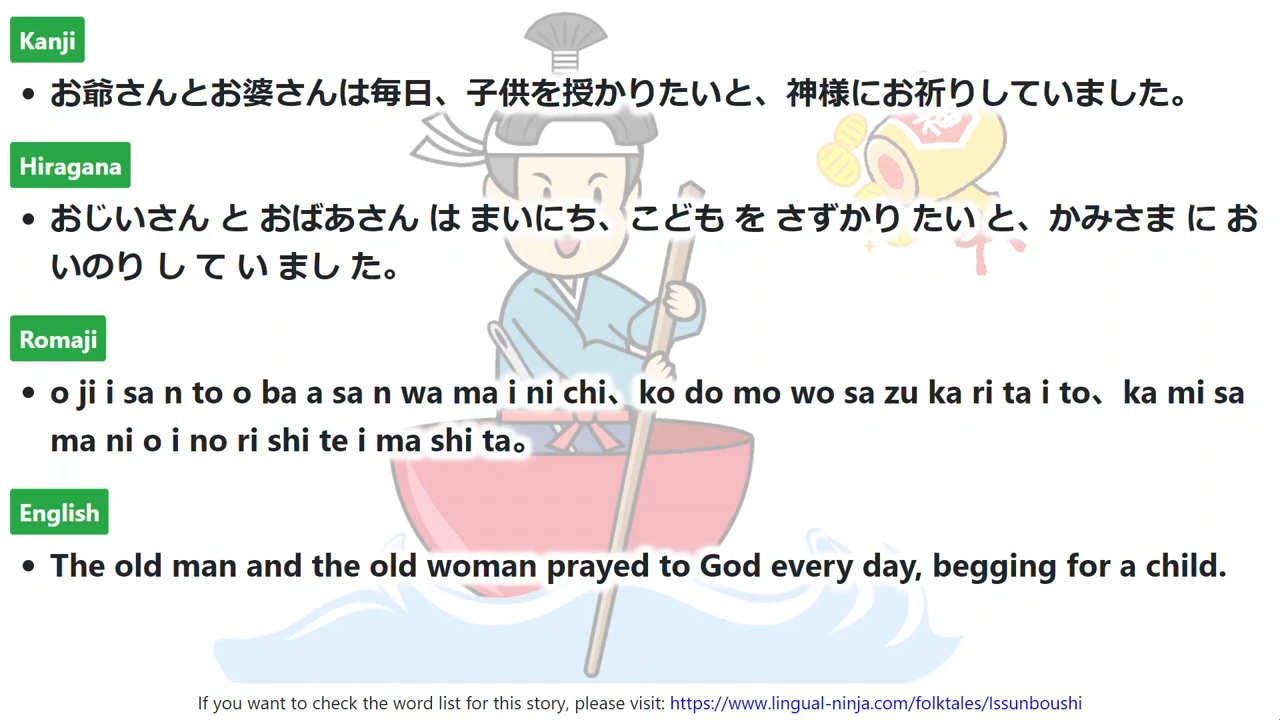 Kanji
• お爺さんとお婆さんは毎日、子供を授かりたいと、神様にお祈りしていました。
Hiragana
• おじいさん と おばあさん は まいにち、こども を さずかり たい と、かみさま に お
いのり し て い まし た。
Romaji
• o ji i sa n to o ba a sa n wa ma i ni chi、ko do mo wo sa zu ka ri ta i to、ka mi sa
ma ni o i no ri shi te i ma shi ta。
English
• The old man and the old woman prayed to God every day, begging for a child.
If you want to check the word list for this story, please visit: https://www.lingual-ninja.com/folktales/Issunboushi